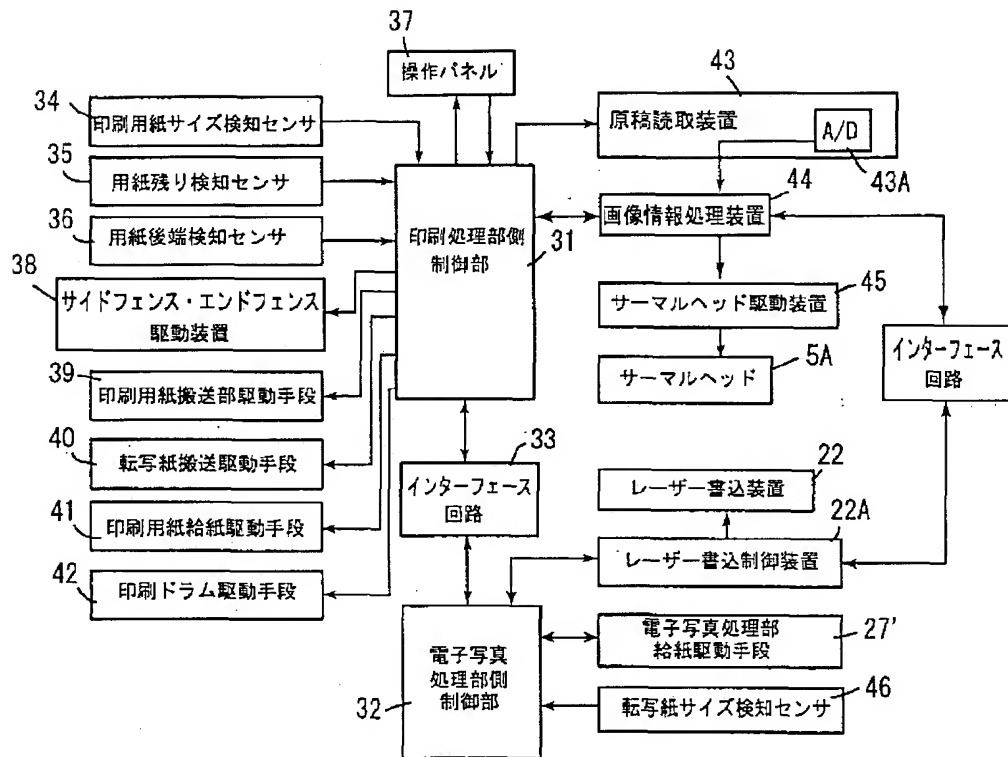 37
操作パネル
34
印刷用紙サイズ検知センサ
35
用紙残り検知センサ
36
用紙後端検知センサ
38
サイドフェンス・エンドフェンス
駆動装置
39
印刷用紙搬送部駆動手段
40
転写紙搬送駆動手段
41
印刷用紙給紙駆動手段
42
印刷ドラム駆動手段
印刷処理部側
制御部
31
43
原稿読取装置
A/D
43A
44
画像情報処理装置
45
サーマルヘッド駆動装置
5A
サーマルヘッド
インターフェース
回路
33
インターフェース
回路
22
レーザー書込装置
22A
レーザー書込制御装置
電子写真
処理部側
制御部
32
電子写真処理部
給紙駆動手段
27'
46
転写紙サイズ検知センサ